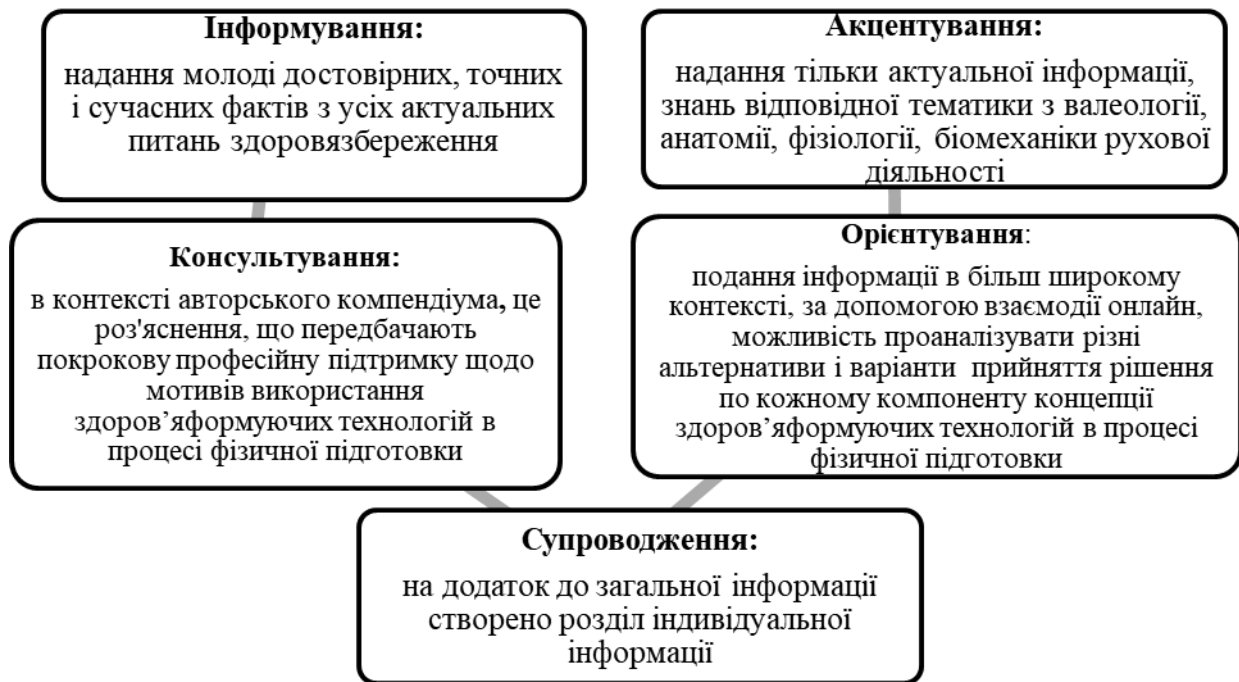 Інформування:
надання молоді достовірних, точних
і сучасних фактів з усіх актуальних
питань здоровязбереження
Акцентування:
надання тільки актуальної інформації,
знань відповідної тематики з валеології,
анатомії, фізіології, біомеханіки рухової
діяльності
Консультування:
в контексті авторського компендіума, це
роз'яснення, що передбачають
покрокову професійну підтримку щодо
мотивів використання
здоров’яформуючих технологій в
процесі фізичної підготовки
Орієнтування:
подання інформації в більш широкому
контексті, за допомогою взаємодії онлайн,
можливість проаналізувати різні
альтернативи і варіанти прийняття рішення
по кожному компоненту концепції
здоров’яформуючих технологій в процесі
фізичної підготовки
Супроводження:
на додаток до загальної інформації
створено розділ індивідуальної
інформації